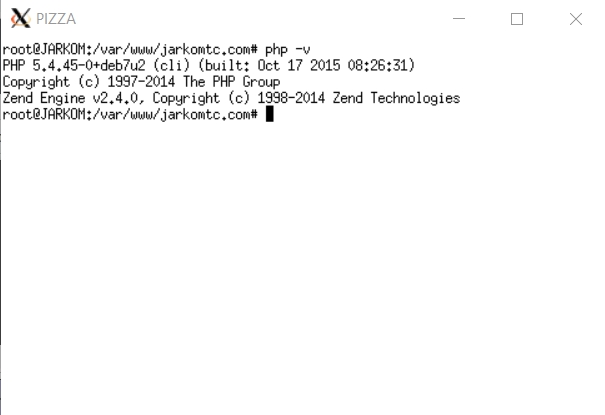 PIZZA
root@JARKOM:/var/www/jarkomtc.com# php -v
PHP 5.4.45-0+deb7u2 (cli) (built: Oct 17 2015 08:26:31)
Copyright (c) 1997-2014 The PHP Group
Zend Engine v2.4.0, Copyright (c) 1998-2014 Zend Technologies
root@JARKOM:/var/www/jarkomtc.com#